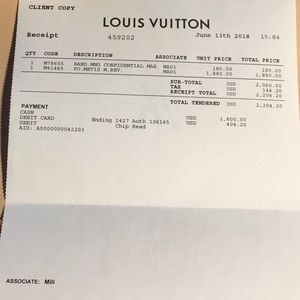 CLIENT COPY
LOUIS VUITTON
Receipt 459202 June 13th 2018 15:04
QTY CODE DESCRIPTION ASSOCIATE UNIT PRICE TOTAL PRICE
1 M78655 BAND.MNG CONFIDENTIAL MAR MA01 180.00 180.00
1 M41465 PO.METIS M.REV. MA01 1,880.00 1,880.00
SUB-TOTAL USD 2,060.00
TAX USD 144.20
RECEIPT TOTAL USD 2,204.20
TOTAL TENDERED USD 2,204.20
PAYMENT
CASH
DEBIT CARD Ending 1427 Auth 106165 USD 1,800.00
DEBIT Chip Read USD 404.20
AID: A0000000042203
ASSOCIATE: Mili